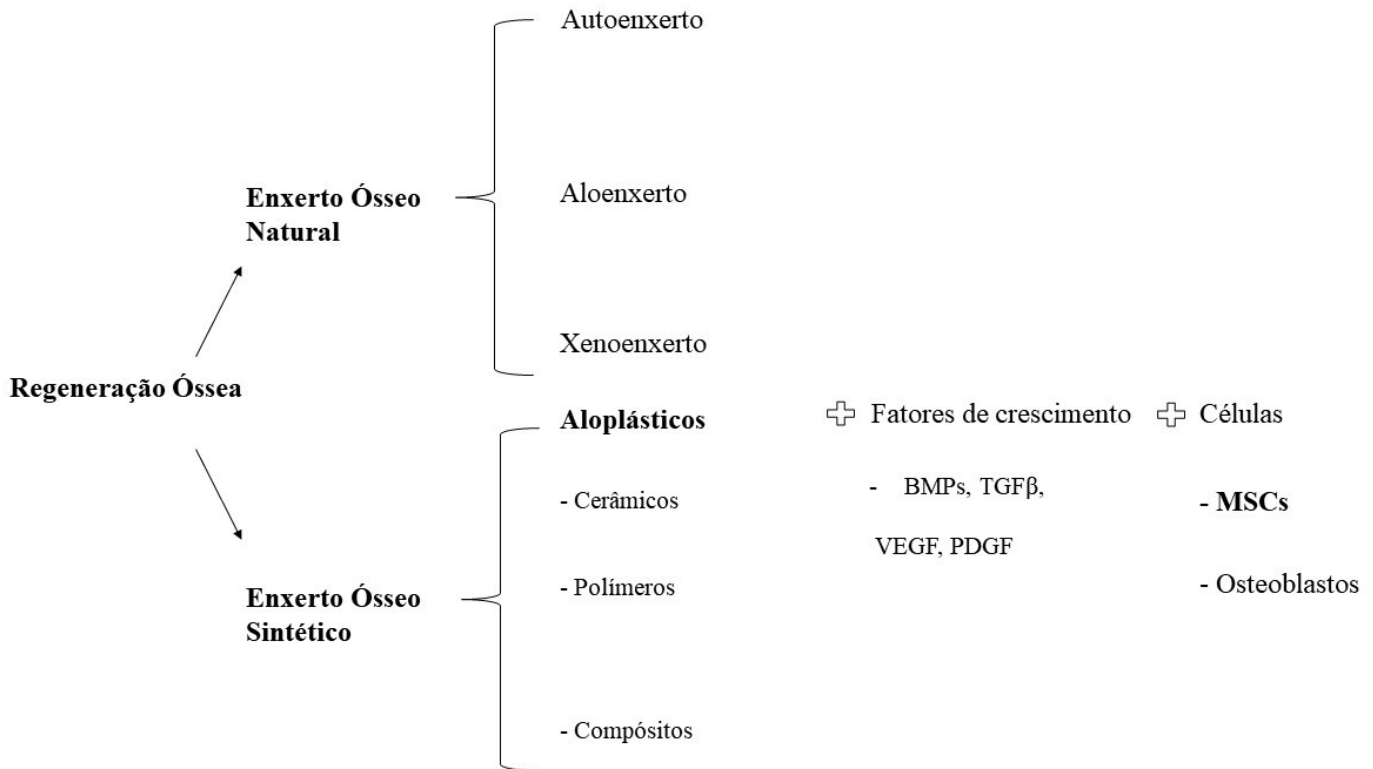 Autoenxerto
Enxerto Ósseo
Natural
Aloenxerto
Xenoenxerto
Regeneração Óssea
Aloplásticos
Fatores de crescimento
Células
- Cerâmicos
- BMPs, TGFβ,
VEGF, PDGF
- MSCs
- Polímeros
- Osteoblastos
Enxerto Ósseo
Sintético
- Compósitos